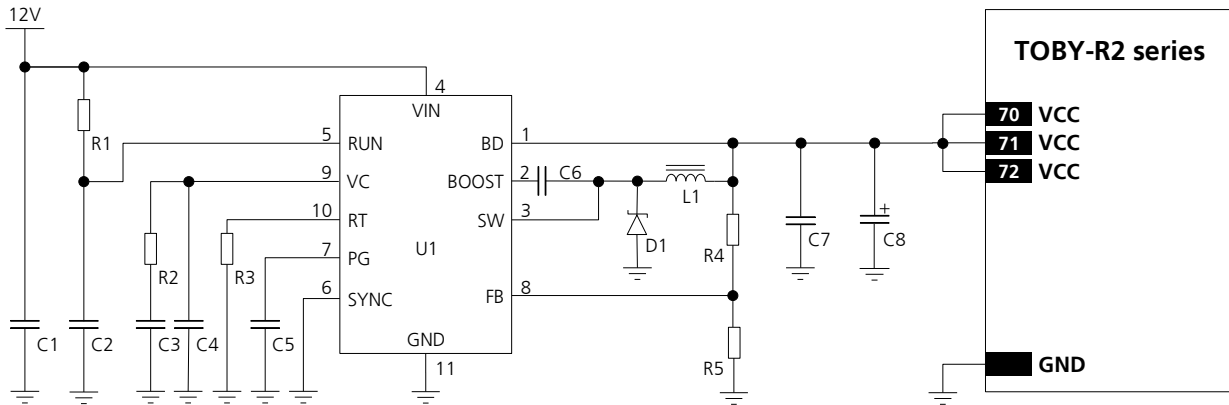 12V
TOBY-R2 series
4
VIN
70 VCC
R1
5
RUN
BD
1
71 VCC
9
VC
BOOST
2
C6
72 VCC
L1
10
RT
SW
3
R2
R3
7
PG
U1
D1
R4
C7
+
C8
6
SYNC
FB
8
C1
C2
C3
C4
C5
GND
11
R5
GND